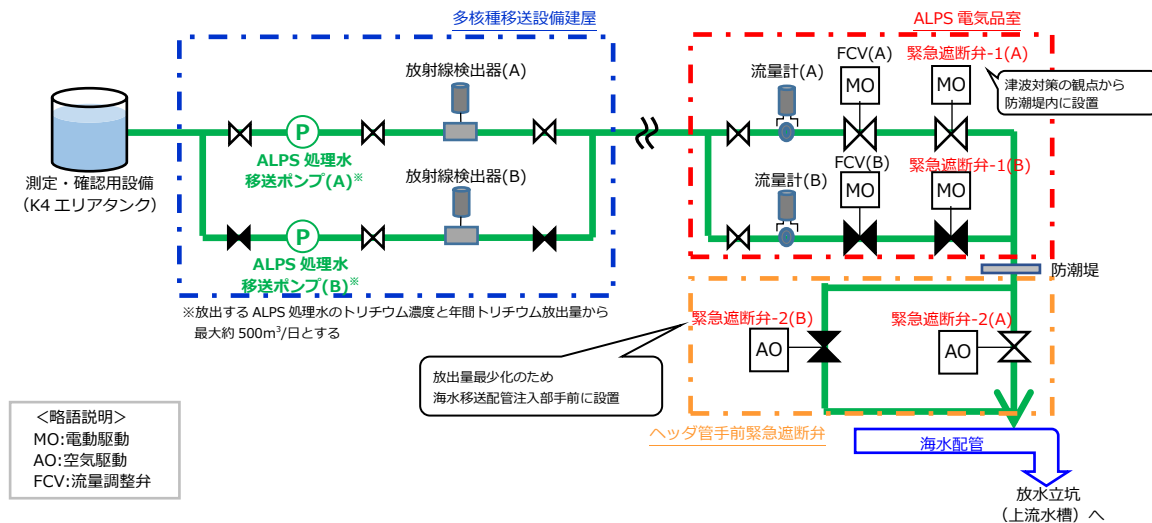 多核種移送設備建屋
ALPS 電気品室
放射線検出器(A)
流量計(A)
FCV(A)
緊急遮断弁-1(A)
MO
MO
津波対策の観点から
防潮堤内に設置
P
ALPS 処理水
移送ポンプ(A)※
測定・確認用設備
(K4 エリアタンク)
放射線検出器(B)
流量計(B)
FCV(B)
緊急遮断弁-1(B)
MO
MO
P
ALPS 処理水
移送ポンプ(B)※
防潮堤
※放出する ALPS 処理水のトリチウム濃度と年間トリチウム放出量から
最大約 500m³/日とする
緊急遮断弁-2(B)
緊急遮断弁-2(A)
AO
AO
放出量最少化のため
海水移送配管注入部手前に設置
<略語説明>
MO:電動駆動
AO:空気駆動
FCV:流量調整弁
ヘッダ管手前緊急遮断弁
海水配管
放水立坑
(上流水槽)へ